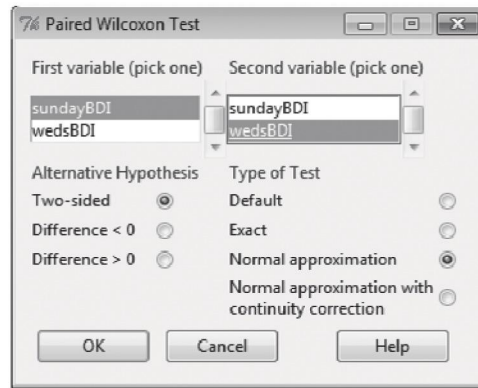 Paired Wilcoxon Test
First variable (pick one)
Second variable (pick one)
sundayBDI
wedsBDI
sundayBDI
wedsBDI
Alternative Hypothesis
Two-sided
Difference < 0
Difference > 0
Type of Test
Default
Exact
Normal approximation
Normal approximation with
continuity correction
OK
Cancel
Help